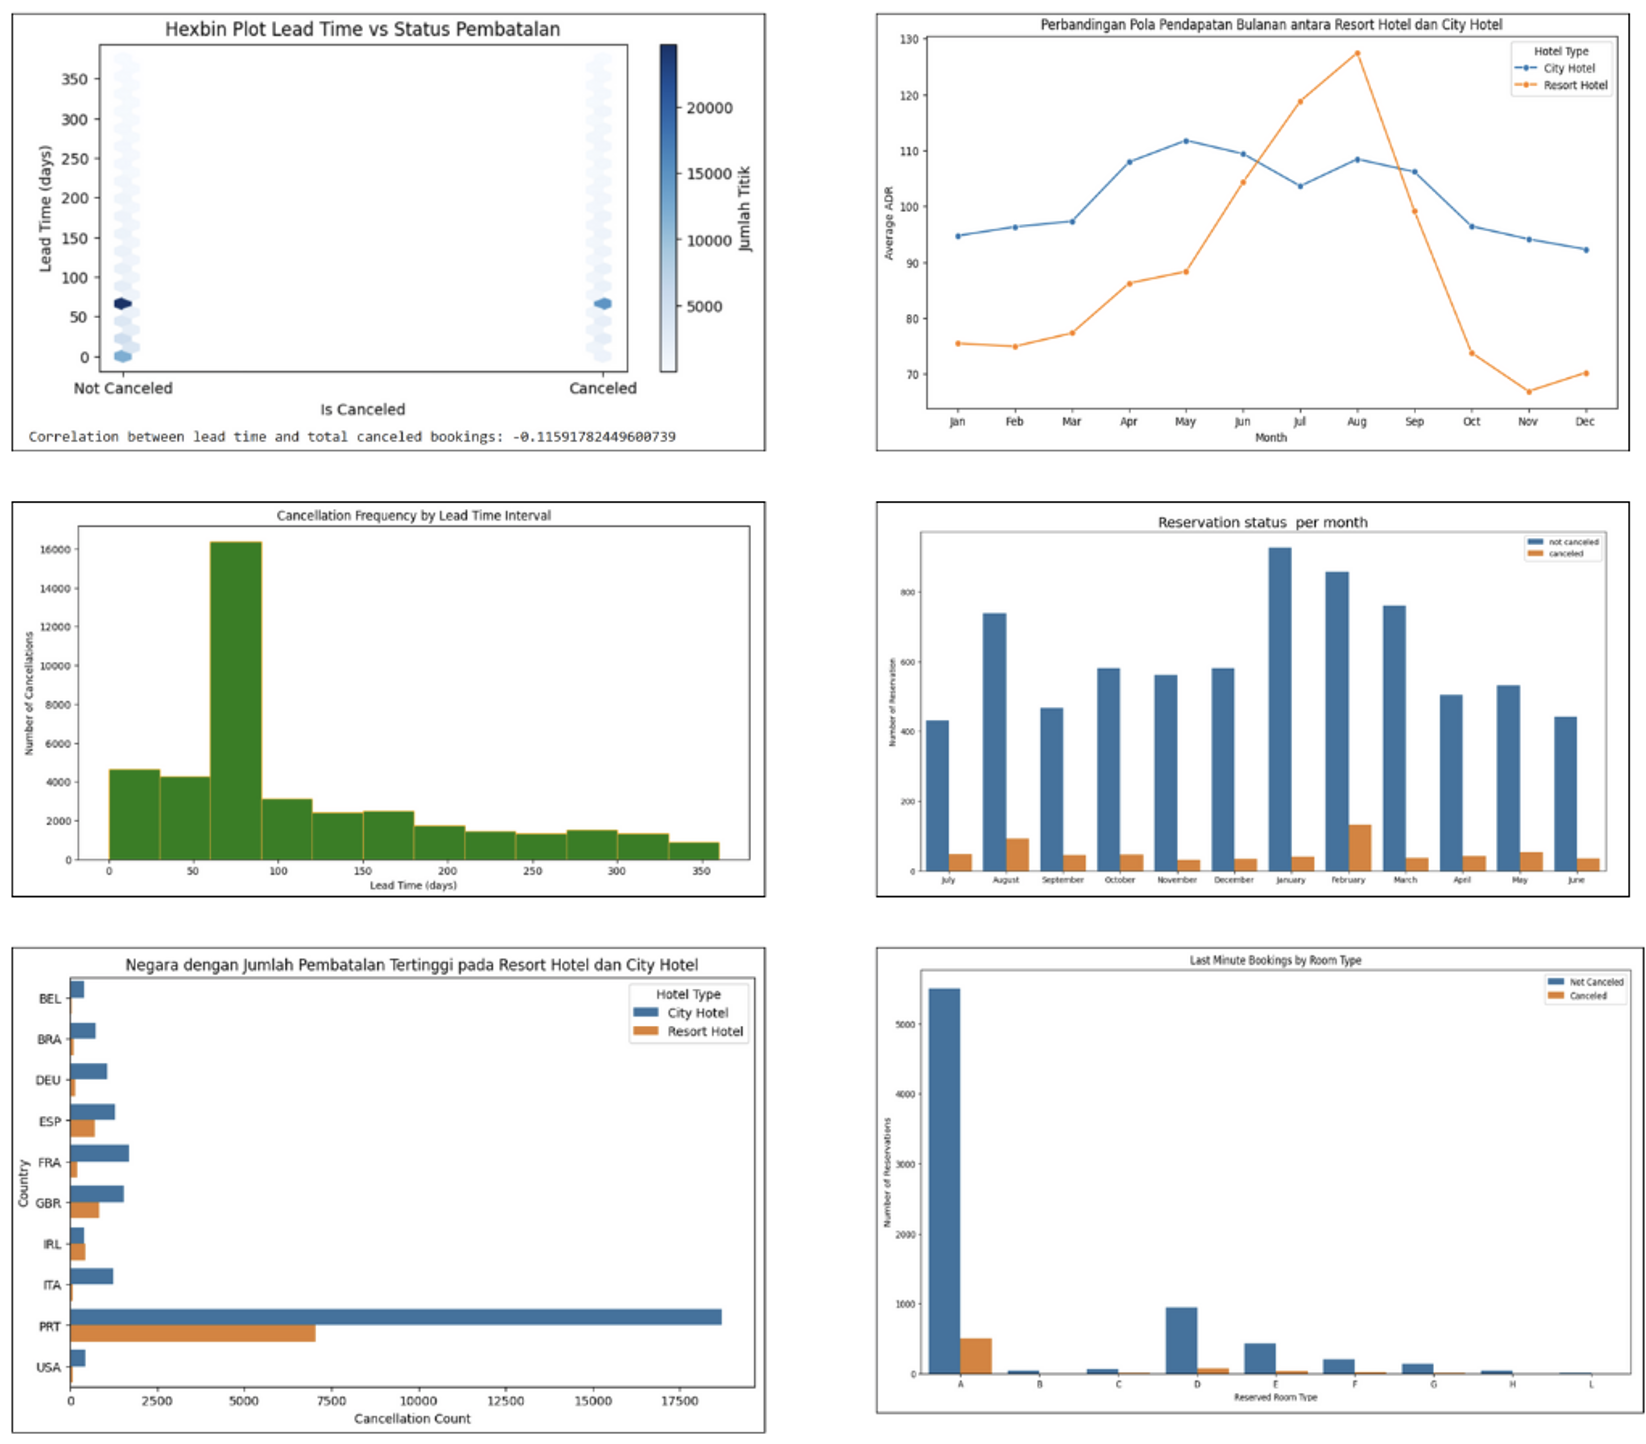 Hexbin Plot Lead Time vs Status Pembatalan
Lead Time (days)
350
300
250
200
150
100
50
0
Not Canceled
Canceled
Is Canceled
20000
15000
10000
5000
Jumlah Titik
Correlation between lead time and total canceled bookings: -0.11591782449600739
Perbandingan Pola Pendapatan Bulanan antara Resort Hotel dan City Hotel
Hotel Type
City Hotel
Resort Hotel
Average ADR
130
120
110
100
90
80
70
Jan Feb Mar Apr May Jun Jul Aug Sep Oct Nov Dec
Month
Cancellation Frequency by Lead Time Interval
Number of Cancellations
16000
14000
12000
10000
8000
6000
4000
2000
0
0 50 100 150 200 250 300 350
Lead Time (days)
Reservation status per month
not canceled
canceled
Number of Reservation
800
600
400
200
0
July August September October November December January February March April May June
Negara dengan Jumlah Pembatalan Tertinggi pada Resort Hotel dan City Hotel
Hotel Type
City Hotel
Resort Hotel
Country
BEL
BRA
DEU
ESP
FRA
GBR
IRL
ITA
PRT
USA
0 2500 5000 7500 10000 12500 15000 17500
Cancellation Count
Last Minute Bookings by Room Type
Not Canceled
Canceled
Number of Reservations
5000
4000
3000
2000
1000
0
A B C D E F G H L
Reserved Room Type